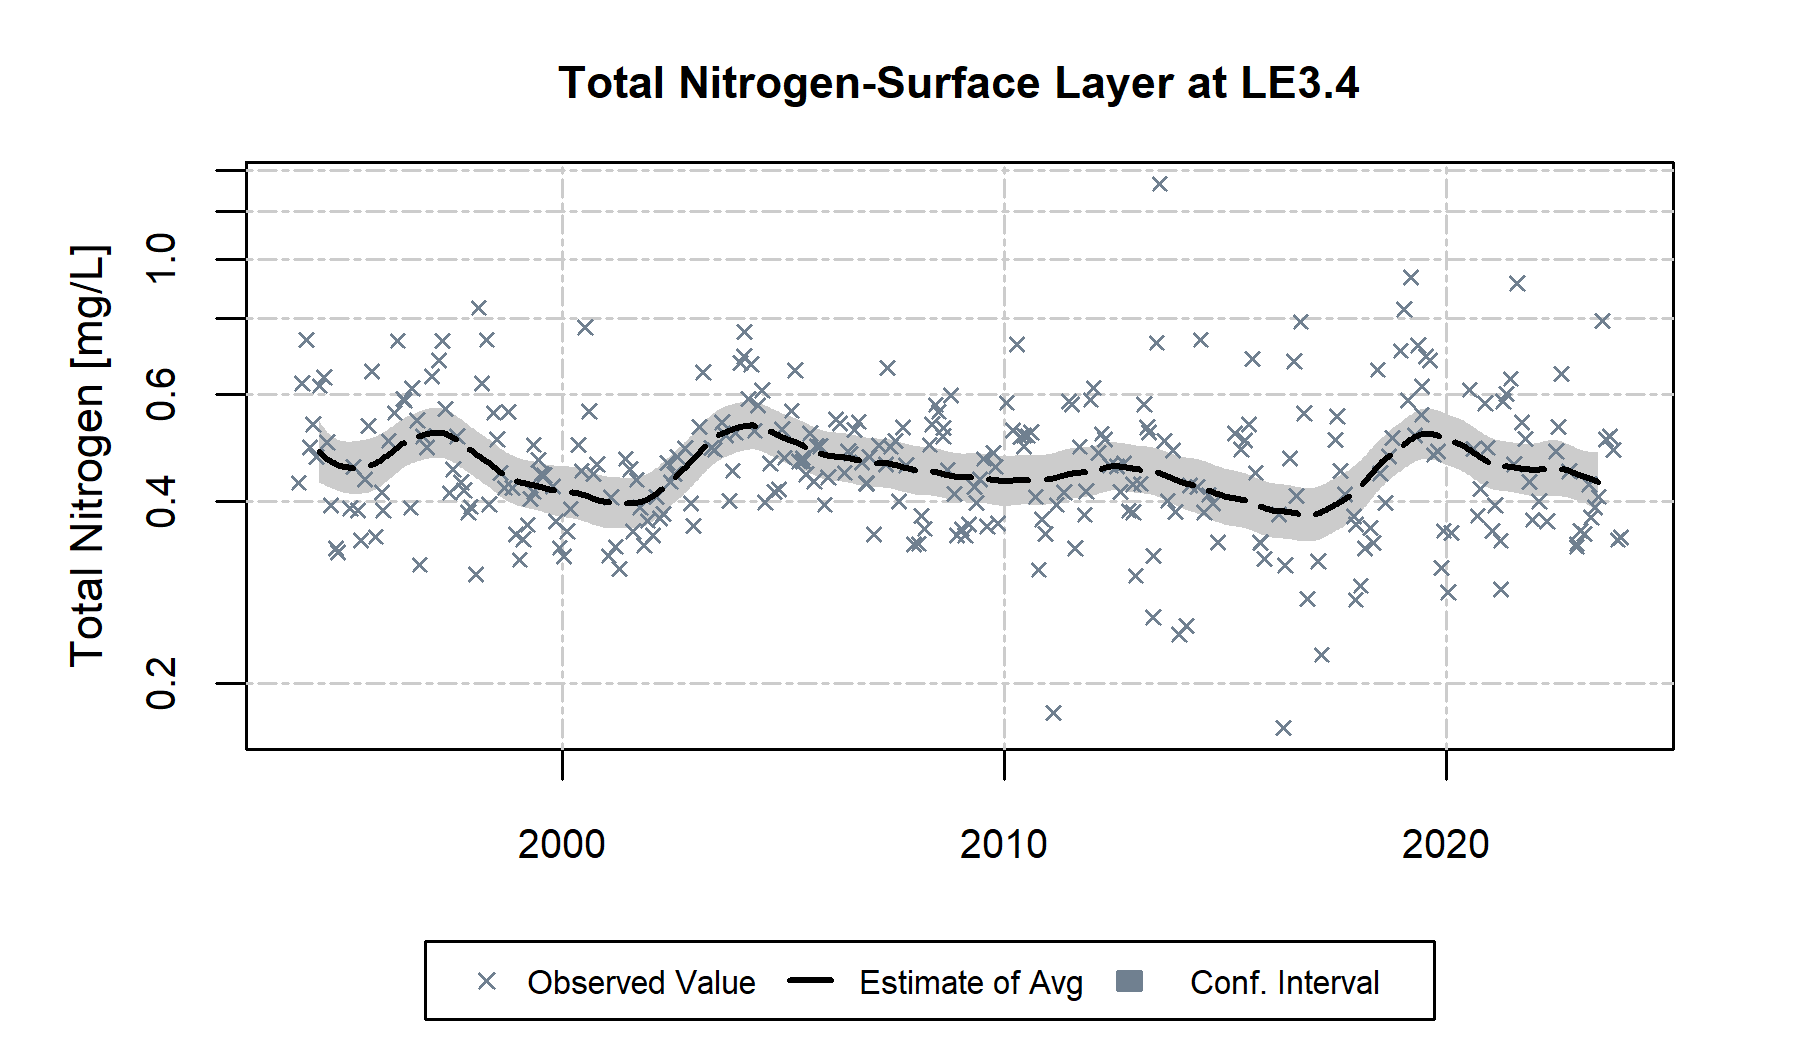 Total Nitrogen-Surface Layer at LE3.4
Total Nitrogen [mg/L]
1.0
0.6
0.4
0.2
2000 2010 2020
Observed Value Estimate of Avg Conf. Interval